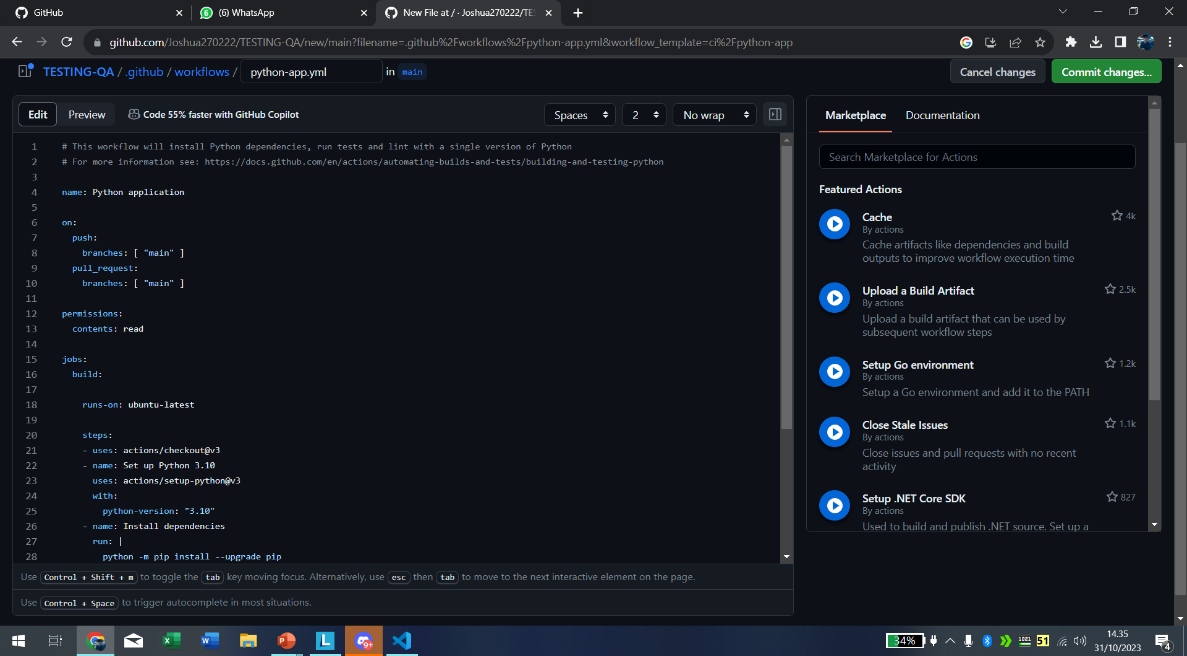 GitHub
(6) WhatsApp
New File at / · Joshua270222/TES
github.com/Joshua270222/TESTING-QA/new/main?filename=.github%2Fworkflows%2Fpython-app.yml&workflow_template=ci%2Fpython-app
TESTING-QA / .github / workflows / python-app.yml in main
Cancel changes
Commit changes...
Edit Preview Code 55% faster with GitHub Copilot
Spaces 2 No wrap
1 # This workflow will install Python dependencies, run tests and lint with a single version of Python
2 # For more information see: https://docs.github.com/en/actions/automating-builds-and-tests/building-and-testing-python
3
4 name: Python application
5
6 on:
7 push:
8 branches: [ "main" ]
9 pull_request:
10 branches: [ "main" ]
11
12 permissions:
13 contents: read
14
15 jobs:
16 build:
17
18 runs-on: ubuntu-latest
19
20 steps:
21 - uses: actions/checkout@v3
22 - name: Set up Python 3.10
23 uses: actions/setup-python@v3
24 with:
25 python-version: "3.10"
26 - name: Install dependencies
27 run: |
28 python -m pip install --upgrade pip
Use Control + Shift + m to toggle the tab key moving focus. Alternatively, use esc then tab to move to the next interactive element on the page.
Use Control + Space to trigger autocomplete in most situations.
Marketplace Documentation
Search Marketplace for Actions
Featured Actions
Cache 4k
By actions
Cache artifacts like dependencies and build
outputs to improve workflow execution time
Upload a Build Artifact 2.5k
By actions
Upload a build artifact that can be used by
subsequent workflow steps
Setup Go environment 1.2k
By actions
Setup a Go environment and add it to the PATH
Close Stale Issues 1.1k
By actions
Close issues and pull requests with no recent
activity
Setup .NET Core SDK 827
By actions
Used to build and publish .NET source. Set up a
34%
51
14.35
31/10/2023
4